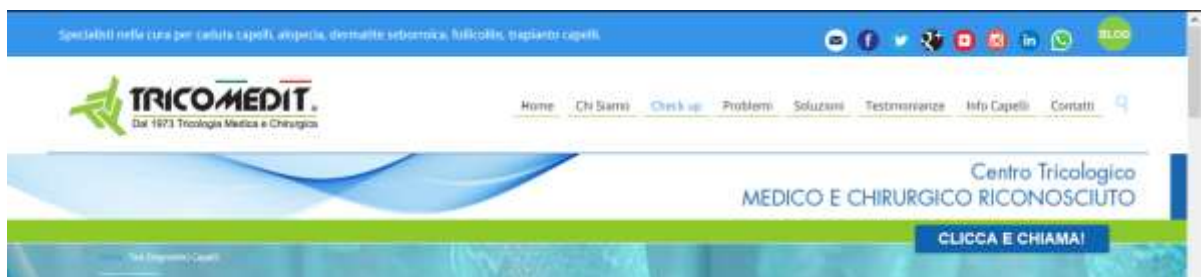 Specialisti nella cura per caduta capelli, alopecia, dermatite seborroica, follicolite, trapianto capelli.
BLOG
TRICOMEDIT.
Dal 1973 Tricologia Medica e Chirurgica
Home Chi Siamo Check up Problemi Soluzioni Testimonianze Info Capelli Contatti
Centro Tricologico
MEDICO E CHIRURGICO RICONOSCIUTO
CLICCA E CHIAMA!
Capelli